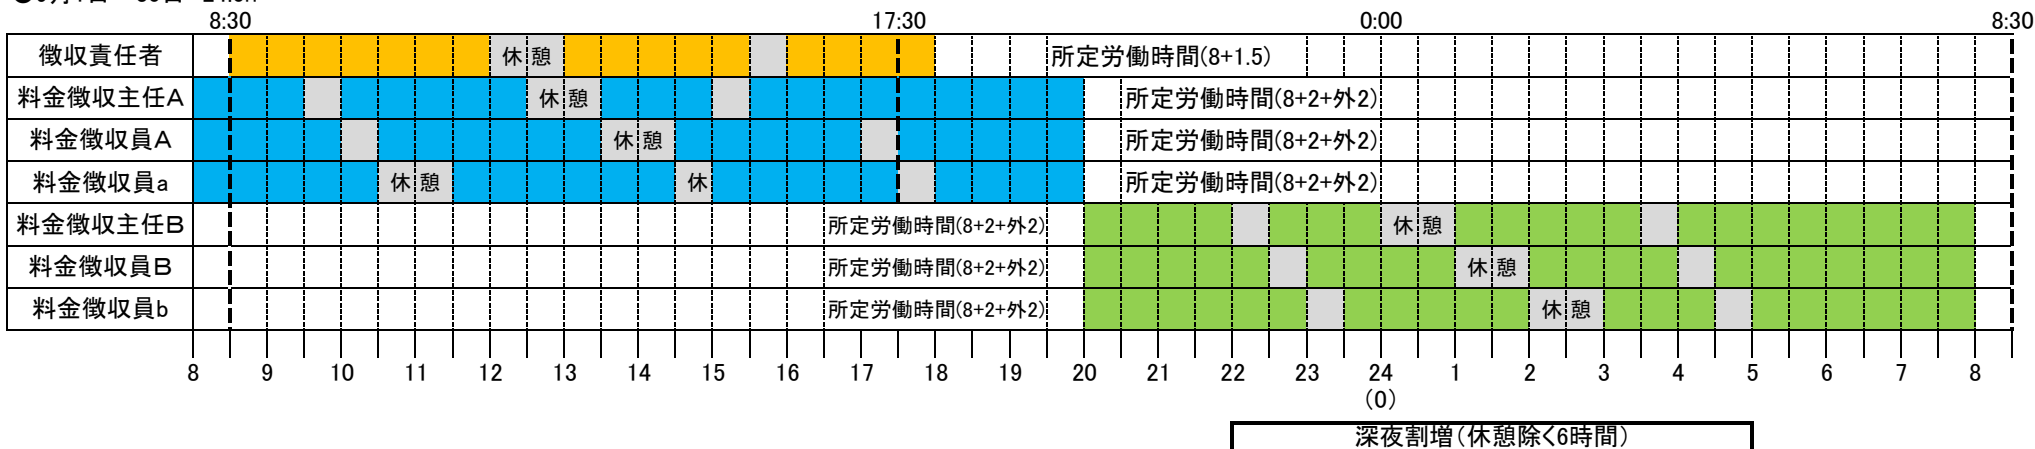 8:30 17:30 0:00 8:30
徴収責任者 休憩 所定労働時間(8+1.5)
料金徴収主任A 休憩 所定労働時間(8+2+外2)
料金徴収員A 休憩 所定労働時間(8+2+外2)
料金徴収員a 休憩 休 所定労働時間(8+2+外2)
料金徴収主任B 所定労働時間(8+2+外2) 休憩
料金徴収員B 所定労働時間(8+2+外2) 休憩
料金徴収員b 所定労働時間(8+2+外2) 休憩
8 9 10 11 12 13 14 15 16 17 18 19 20 21 22 23 24 1 2 3 4 5 6 7 8
(0)
深夜割増(休憩除く6時間)